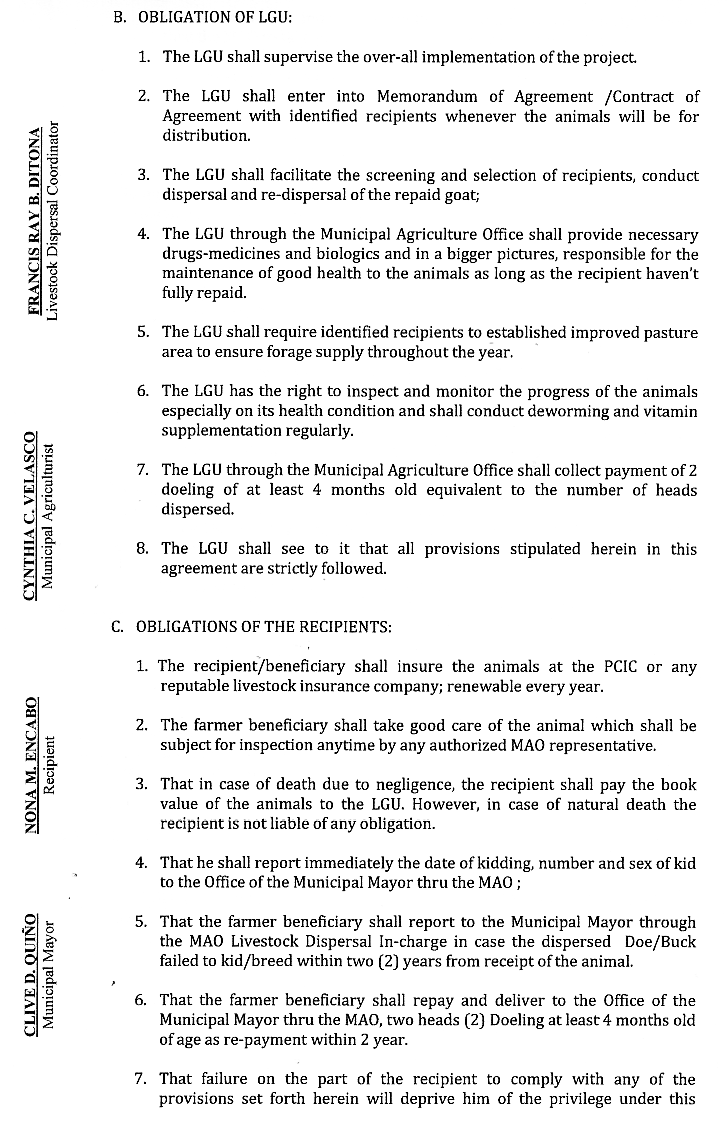 B. OBLIGATION OF LGU:
1. The LGU shall supervise the over-all implementation of the project.
2. The LGU shall enter into Memorandum of Agreement /Contract of
Agreement with identified recipients whenever the animals will be for
distribution.
3. The LGU shall facilitate the screening and selection of recipients, conduct
dispersal and re-dispersal of the repaid goat;
4. The LGU through the Municipal Agriculture Office shall provide necessary
drugs-medicines and biologics and in a bigger pictures, responsible for the
maintenance of good health to the animals as long as the recipient haven't
fully repaid.
5. The LGU shall require identified recipients to established improved pasture
area to ensure forage supply throughout the year.
6. The LGU has the right to inspect and monitor the progress of the animals
especially on its health condition and shall conduct deworming and vitamin
supplementation regularly.
7. The LGU through the Municipal Agriculture Office shall collect payment of 2
doeling of at least 4 months old equivalent to the number of heads
dispersed.
8. The LGU shall see to it that all provisions stipulated herein in this
agreement are strictly followed.
C. OBLIGATIONS OF THE RECIPIENTS:
1. The recipient/beneficiary shall insure the animals at the PCIC or any
reputable livestock insurance company; renewable every year.
2. The farmer beneficiary shall take good care of the animal which shall be
subject for inspection anytime by any authorized MAO representative.
3. That in case of death due to negligence, the recipient shall pay the book
value of the animals to the LGU. However, in case of natural death the
recipient is not liable of any obligation.
4. That he shall report immediately the date of kidding, number and sex of kid
to the Office of the Municipal Mayor thru the MAO ;
5. That the farmer beneficiary shall report to the Municipal Mayor through
the MAO Livestock Dispersal In-charge in case the dispersed Doe/Buck
failed to kid/breed within two (2) years from receipt of the animal.
6. That the farmer beneficiary shall repay and deliver to the Office of the
Municipal Mayor thru the MAO, two heads (2) Doeling at least 4 months old
of age as re-payment within 2 year.
7. That failure on the part of the recipient to comply with any of the
provisions set forth herein will deprive him of the privilege under this
FRANCIS RAY B. DITONA
Livestock Dispersal Coordinator
CYNTHIA C. VELASCO
Municipal Agriculturist
NONA M. ENCABO
Recipient
CLIVE D. QUIÑO
Municipal Mayor